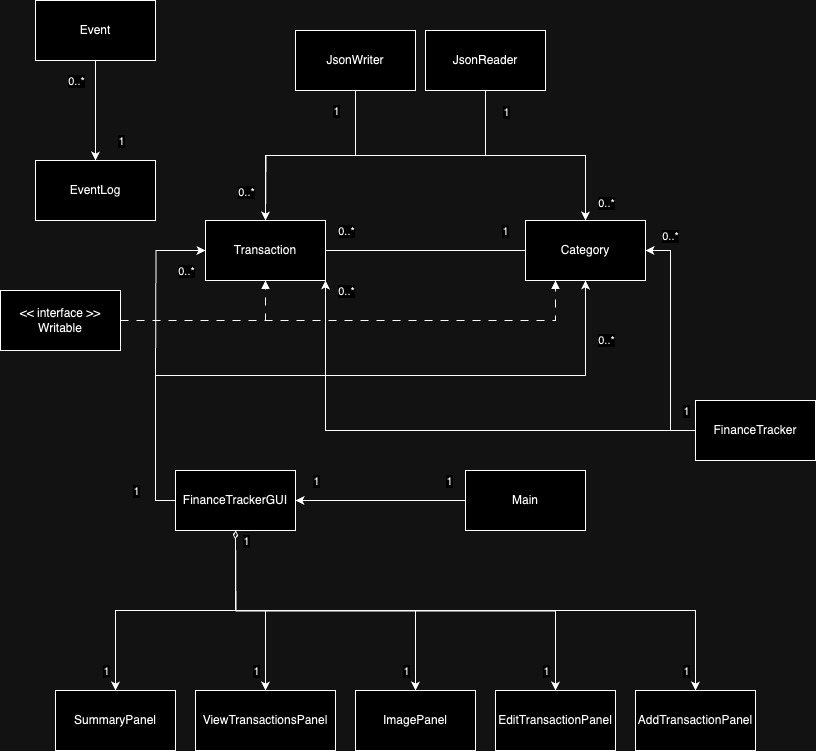 Event
0..*
1
EventLog
JsonWriter
JsonReader
1
1
0..*
0..*
Transaction
0..*
1
Category
0..*
0..*
0..*
<< interface >>
Writable
0..*
1
FinanceTracker
1
FinanceTrackerGUI
1
1
Main
1
1
1
1
1
1
SummaryPanel
ViewTransactionsPanel
ImagePanel
EditTransactionPanel
AddTransactionPanel